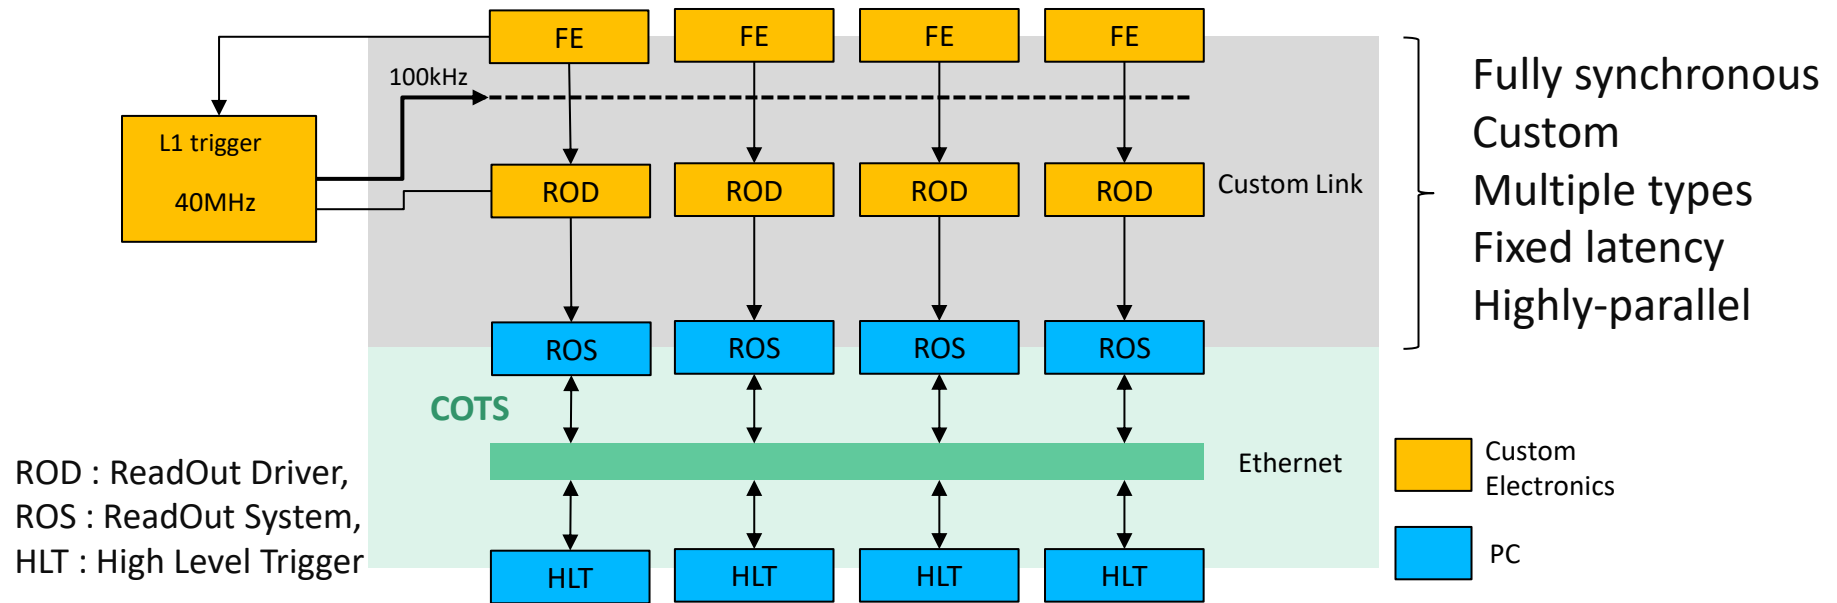 FE FE FE FE
100kHz
L1 trigger
40MHz
ROD ROD ROD ROD
Custom Link
ROS ROS ROS ROS
COTS
Ethernet
HLT HLT HLT HLT
Fully synchronous
Custom
Multiple types
Fixed latency
Highly-parallel
ROD : ReadOut Driver,
ROS : ReadOut System,
HLT : High Level Trigger
Custom
Electronics
PC